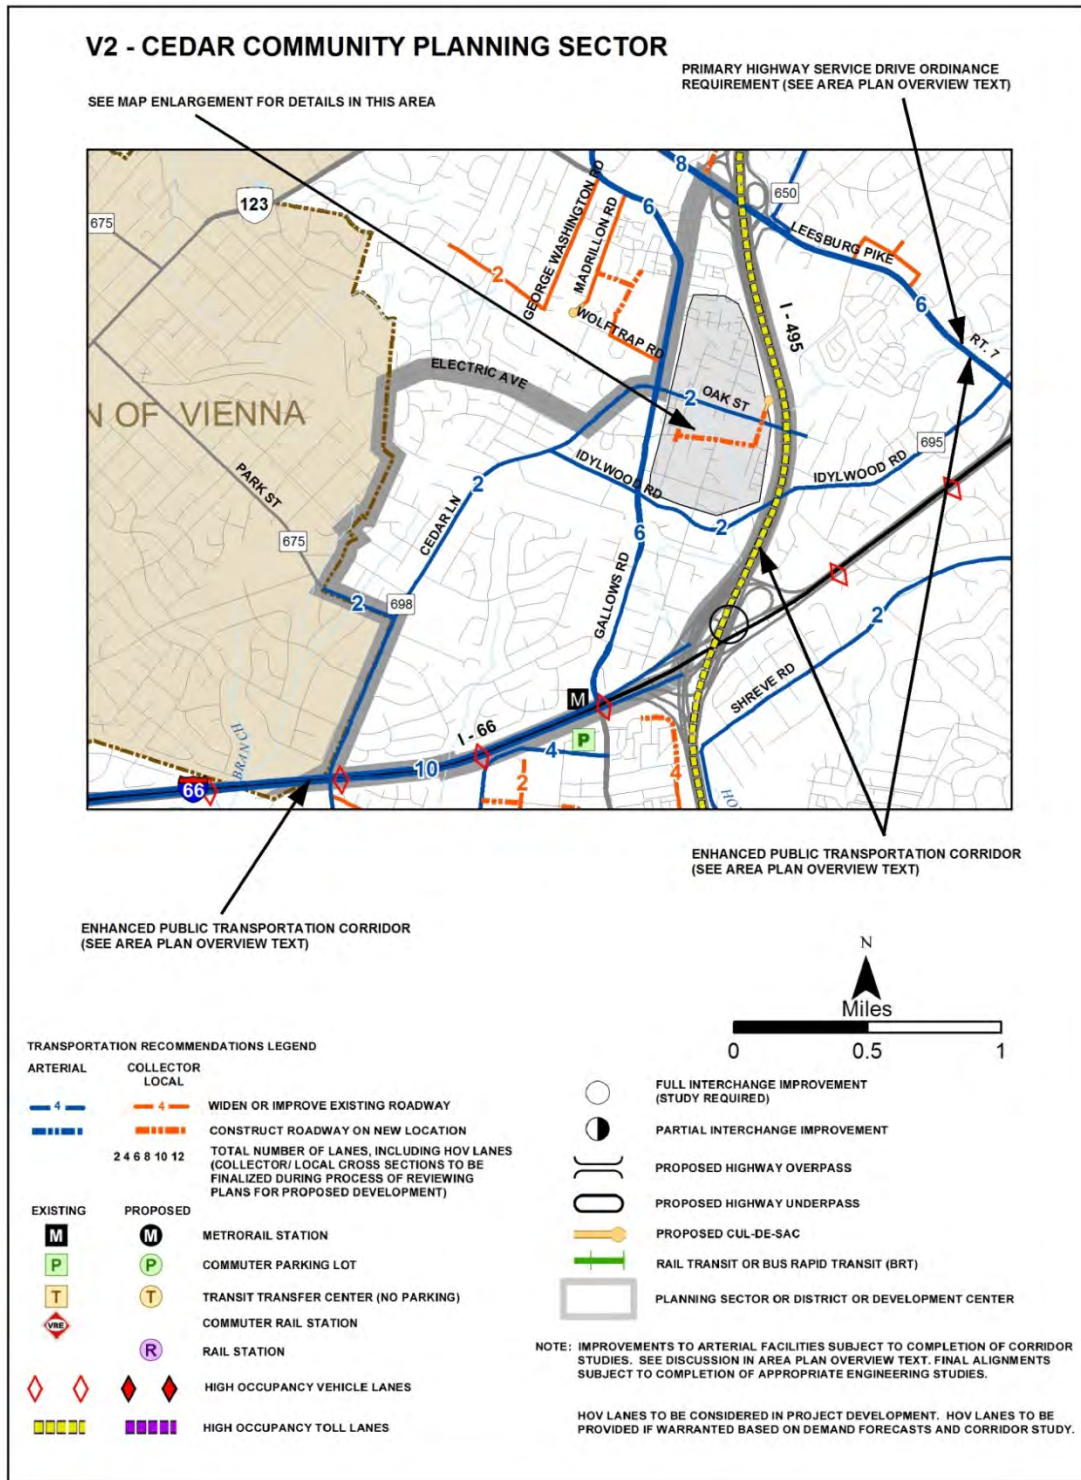 V2 - CEDAR COMMUNITY PLANNING SECTOR
PRIMARY HIGHWAY SERVICE DRIVE ORDINANCE
REQUIREMENT (SEE AREA PLAN OVERVIEW TEXT)
SEE MAP ENLARGEMENT FOR DETAILS IN THIS AREA
8
650
123
675
GEORGE WASHINGTON RD
MADRILLON RD
6
LEESBURG PIKE
2
6
WOLFTRAP RD
I - 495
RT. 7
ELECTRIC AVE
OAK ST
2
N OF VIENNA
695
IDYLWOOD RD
IDYLWOOD RD
PARK ST
2
CEDAR LN
6
2
675
GALLOWS RD
2
698
2
SHREVE RD
M
BRANCH
I - 66
P
4
10
2
4
66
HO
ENHANCED PUBLIC TRANSPORTATION CORRIDOR
(SEE AREA PLAN OVERVIEW TEXT)
ENHANCED PUBLIC TRANSPORTATION CORRIDOR
(SEE AREA PLAN OVERVIEW TEXT)
N
Miles
0 0.5 1
TRANSPORTATION RECOMMENDATIONS LEGEND
ARTERIAL
COLLECTOR
LOCAL
4 4 WIDEN OR IMPROVE EXISTING ROADWAY
CONSTRUCT ROADWAY ON NEW LOCATION
2 4 6 8 10 12 TOTAL NUMBER OF LANES, INCLUDING HOV LANES
(COLLECTOR/ LOCAL CROSS SECTIONS TO BE
FINALIZED DURING PROCESS OF REVIEWING
PLANS FOR PROPOSED DEVELOPMENT)
EXISTING PROPOSED
M M METRORAIL STATION
P P COMMUTER PARKING LOT
T T TRANSIT TRANSFER CENTER (NO PARKING)
VRE COMMUTER RAIL STATION
R RAIL STATION
HIGH OCCUPANCY VEHICLE LANES
HIGH OCCUPANCY TOLL LANES
FULL INTERCHANGE IMPROVEMENT
(STUDY REQUIRED)
PARTIAL INTERCHANGE IMPROVEMENT
PROPOSED HIGHWAY OVERPASS
PROPOSED HIGHWAY UNDERPASS
PROPOSED CUL-DE-SAC
RAIL TRANSIT OR BUS RAPID TRANSIT (BRT)
PLANNING SECTOR OR DISTRICT OR DEVELOPMENT CENTER
NOTE: IMPROVEMENTS TO ARTERIAL FACILITIES SUBJECT TO COMPLETION OF CORRIDOR
STUDIES. SEE DISCUSSION IN AREA PLAN OVERVIEW TEXT. FINAL ALIGNMENTS
SUBJECT TO COMPLETION OF APPROPRIATE ENGINEERING STUDIES.
HOV LANES TO BE CONSIDERED IN PROJECT DEVELOPMENT. HOV LANES TO BE
PROVIDED IF WARRANTED BASED ON DEMAND FORECASTS AND CORRIDOR STUDY.